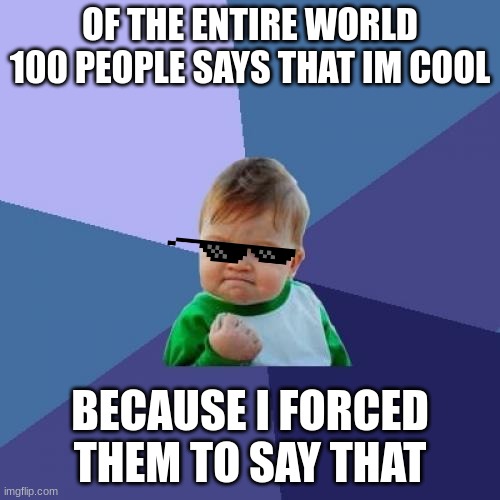 OF THE ENTIRE WORLD
100 PEOPLE SAYS THAT IM COOL
BECAUSE I FORCED
THEM TO SAY THAT
imgflip.com